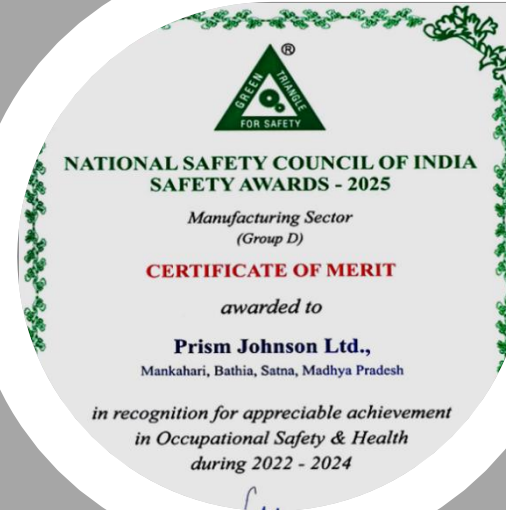 ®
GREEN TRIANGLE
FOR SAFETY
NATIONAL SAFETY COUNCIL OF INDIA
SAFETY AWARDS - 2025
Manufacturing Sector
(Group D)
CERTIFICATE OF MERIT
awarded to
Prism Johnson Ltd.,
Mankahari, Bathia, Satna, Madhya Pradesh
in recognition for appreciable achievement
in Occupational Safety & Health
during 2022 - 2024